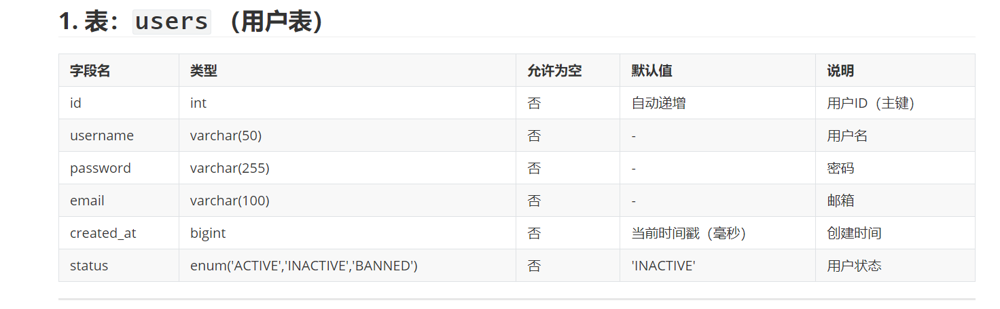 1. 表：users （用户表）
字段名 类型 允许为空 默认值 说明
id int 否 自动递增 用户ID（主键）
username varchar(50) 否 - 用户名
password varchar(255) 否 - 密码
email varchar(100) 否 - 邮箱
created_at bigint 否 当前时间戳（毫秒） 创建时间
status enum('ACTIVE','INACTIVE','BANNED') 否 'INACTIVE' 用户状态